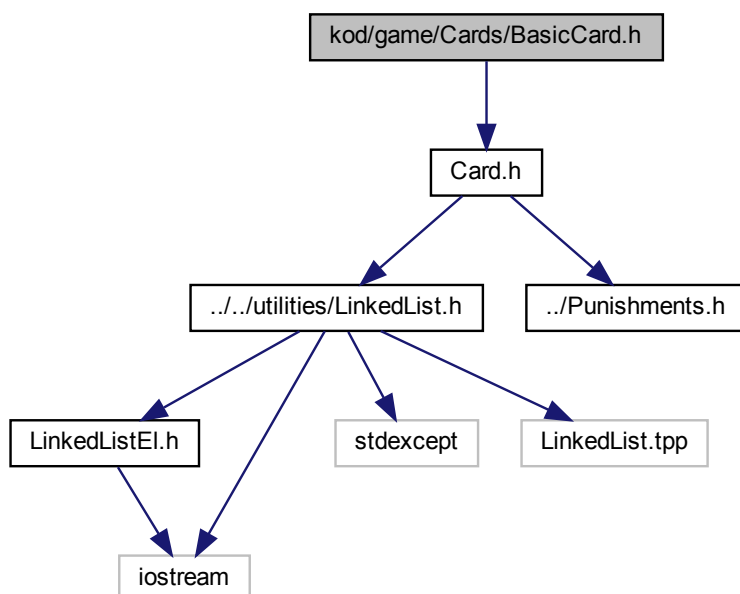 kod/game/Cards/BasicCard.h
Card.h
../../utilities/LinkedList.h
../Punishments.h
LinkedListEl.h
stdexcept
LinkedList.tpp
iostream